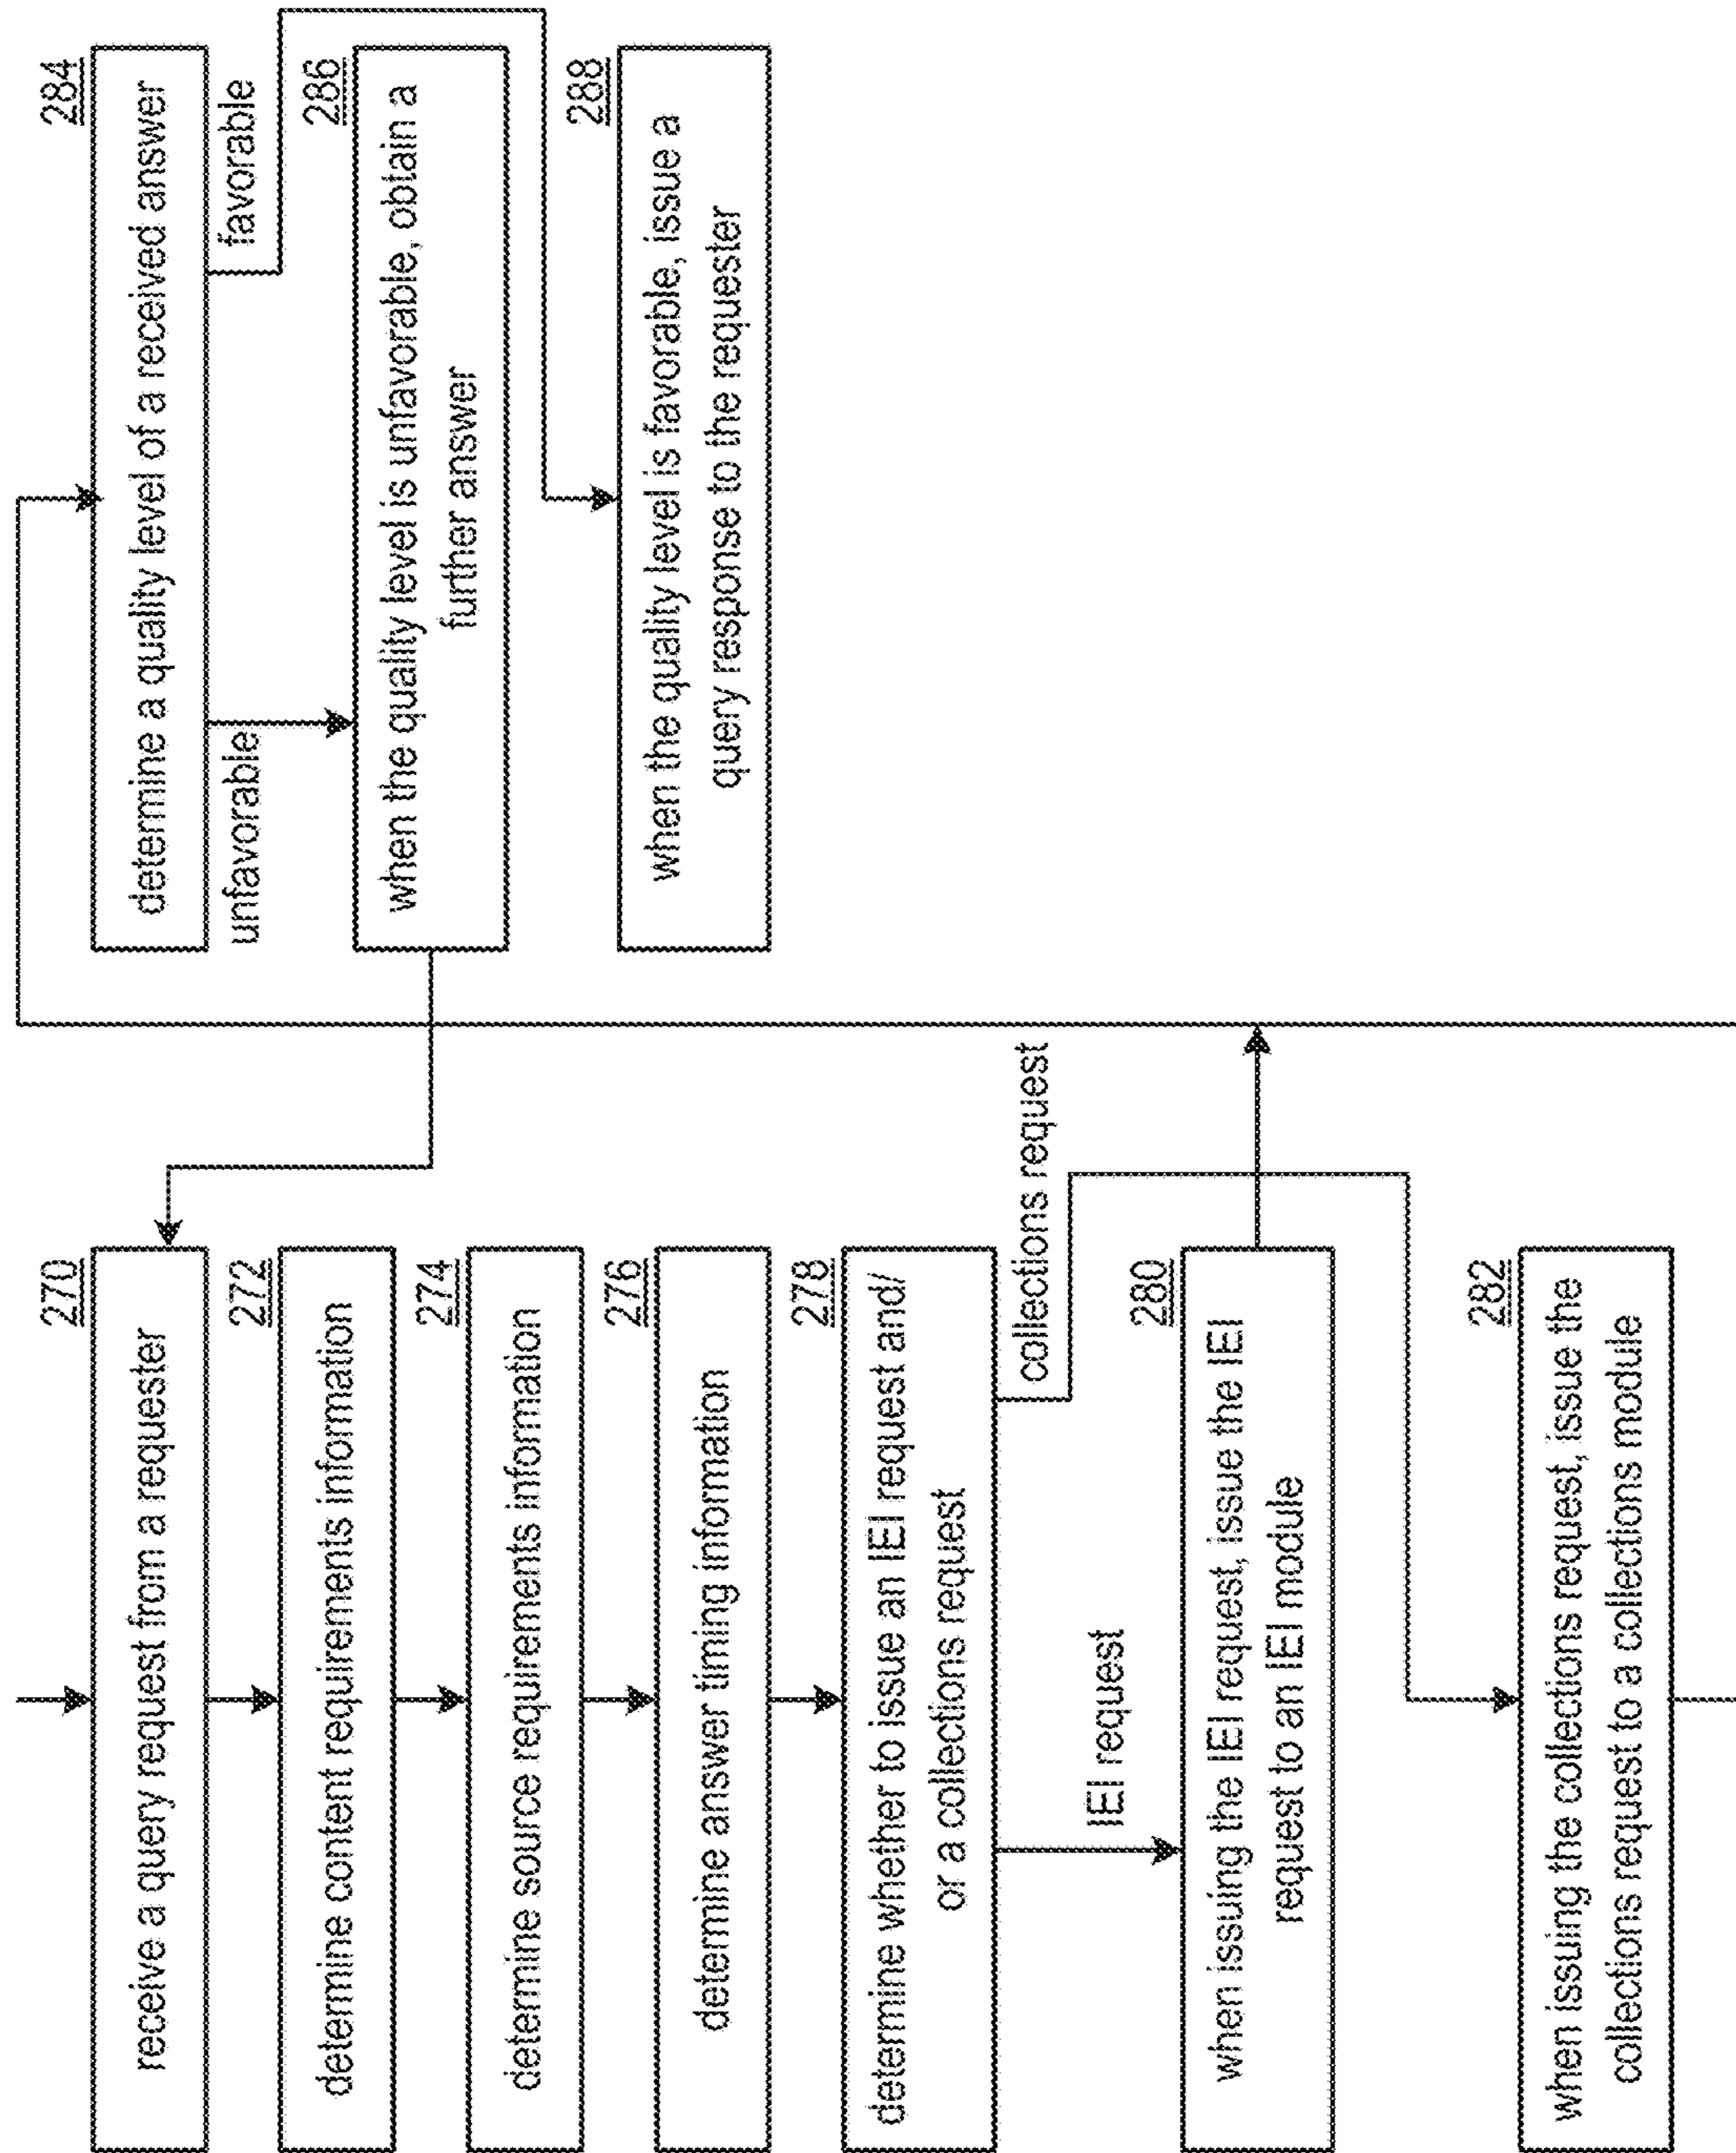 270
receive a query request from a requester
272
determine content requirements information
274
determine source requirements information
276
determine answer timing information
278
determine whether to issue an IEI request and/
or a collections request
IEI request
collections request
280
when issuing the IEI request, issue the IEI
request to an IEI module
282
when issuing the collections request, issue the
collections request to a collections module
284
determine a quality level of a received answer
unfavorable
favorable
286
when the quality level is unfavorable, obtain a
further answer
288
when the quality level is favorable, issue a
query response to the requester